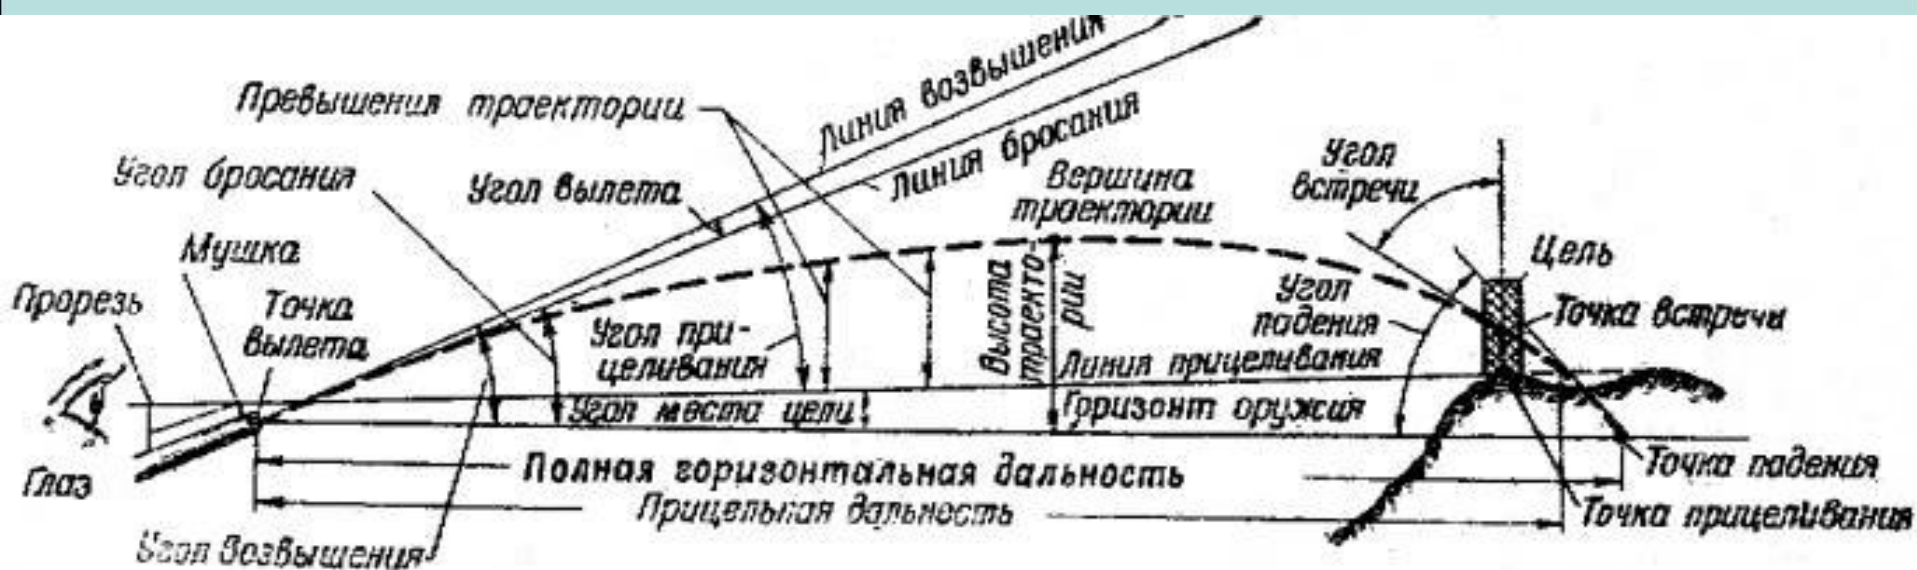 Линия возвышения
Превышения траектории
Линия бросания
Угол бросания
Угол вылета
Вершина
траектории
Угол
встречи
Мушка
Цель
Прорезь
Точка
вылета
Угол при-
целивания
Высота
траекто-
рии
Угол
падения
Точка встречи
Линия прицеливания
Угол места цели
Горизонт оружия
Глаз
Полная горизонтальная дальность
Точка падения
Прицельная дальность
Точка прицеливания
Угол возвышения